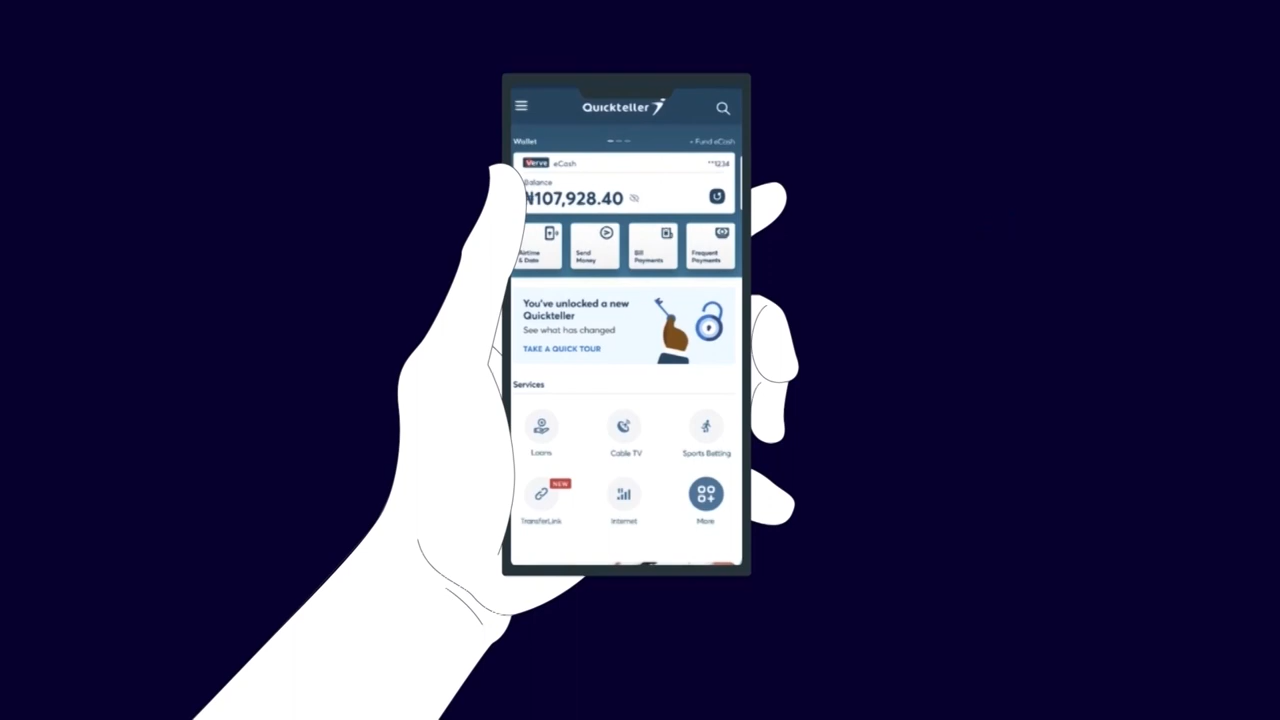 Quickteller
Wallet
+ Fund eCash
Verve eCash
**1234
Balance
₦107,928.40
Airtime
& Data
Send
Money
Bill
Payments
Frequent
Payments
You've unlocked a new
Quickteller
See what has changed
TAKE A QUICK TOUR
Services
Loans
Cable TV
Sports Betting
NEW
TransferLink
Internet
More